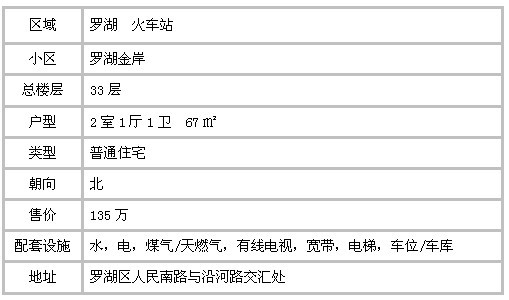 区域 罗湖 火车站
小区 罗湖金岸
总楼层 33 层
户型 2 室 1 厅 1 卫 67 ㎡
类型 普通住宅
朝向 北
售价 135 万
配套设施 水，电，煤气/天燃气，有线电视，宽带，电梯，车位/车库
地址 罗湖区人民南路与沿河路交汇处